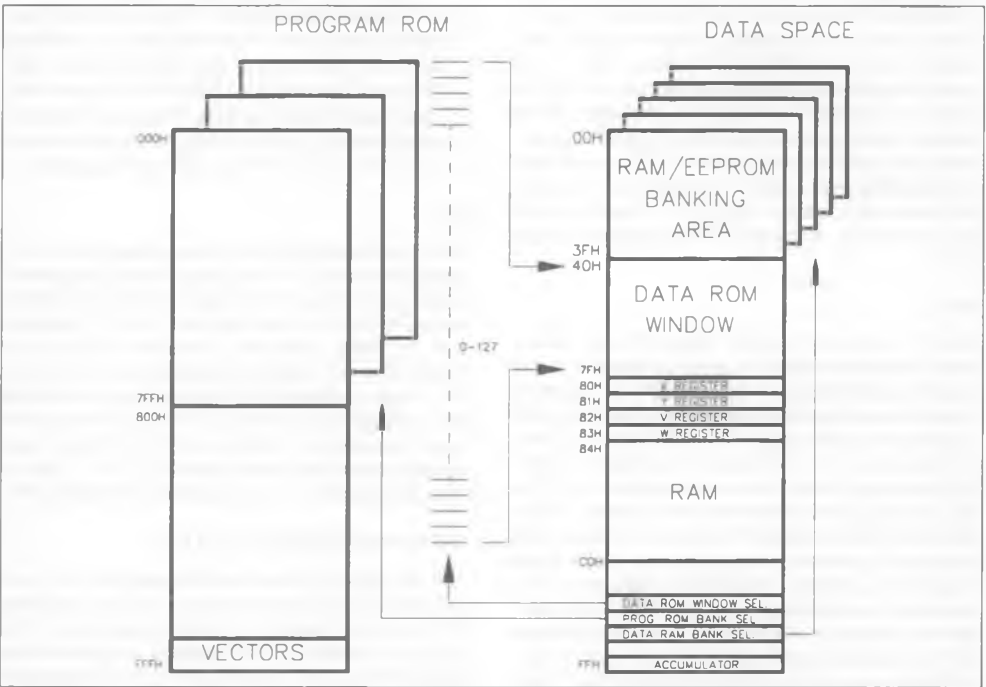 PROGRAM ROM
DATA SPACE
000H
7FFH
800H
VECTORS
0-127
00H
RAM/EEPROM
BANKING
AREA
3FH
40H
DATA ROM
WINDOW
7FH
80H
X REGISTER
81H
Y REGISTER
82H
V REGISTER
83H
W REGISTER
84H
RAM
DATA ROM WINDOW SEL.
PROG ROM BANK SEL
DATA RAM BANK SEL.
FFH
ACCUMULATOR